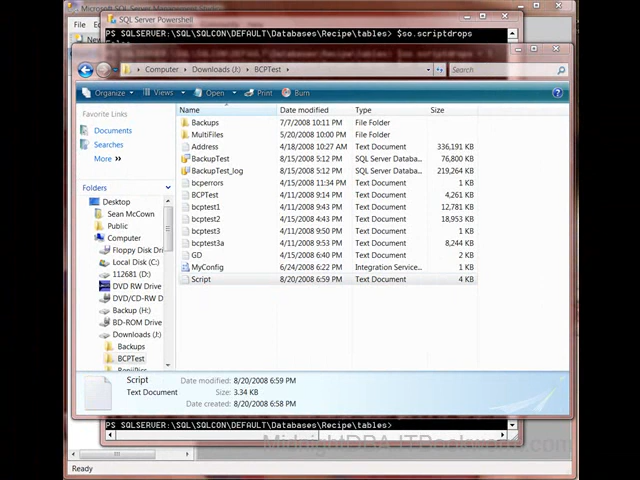 SQL Server Powershell
File
New
PS SQLSERVER:\SQL\SQLCON\DEFAULT\Databases\Recipe\tables> $so.scriptdrops
Computer Downloads (J:) BCPTest
Search
Organize Views Open Print Burn
Favorite Links
Documents
Searches
More
Folders
Desktop
Sean McCown
Public
Computer
Floppy Disk Dri
Local Disk (C:)
112681 (D:)
DVD RW Drive
DVD/CD-RW D
Backup (H:)
BD-ROM Drive
Downloads (J:)
Backups
BCPTest
Name Date modified Type Size
Backups 7/7/2008 10:11 PM File Folder
MultiFiles 5/20/2008 10:00 PM File Folder
Address 4/18/2008 10:27 AM Text Document 336,191 KB
BackupTest 8/15/2008 5:12 PM SQL Server Databa... 76,800 KB
BackupTest_log 8/15/2008 5:12 PM SQL Server Databa... 219,264 KB
bcperrors 4/15/2008 11:34 PM Text Document 1 KB
BCPTest 4/11/2008 9:14 PM Text Document 4,261 KB
bcptest1 4/11/2008 9:43 PM Text Document 12,781 KB
bcptest2 4/15/2008 4:43 PM Text Document 18,953 KB
bcptest3 4/11/2008 9:50 PM Text Document 1 KB
bcptest3a 4/11/2008 9:53 PM Text Document 8,244 KB
GD 4/15/2008 6:40 PM Text Document 2 KB
MyConfig 6/24/2008 6:22 PM Integration Service... 1 KB
Script 8/20/2008 6:59 PM Text Document 4 KB
Script Date modified: 8/20/2008 6:59 PM
Text Document Size: 3.34 KB
Date created: 8/20/2008 6:58 PM
PS SQLSERVER:\SQL\SQLCON\DEFAULT\Databases\Recipe\tables>
Ready